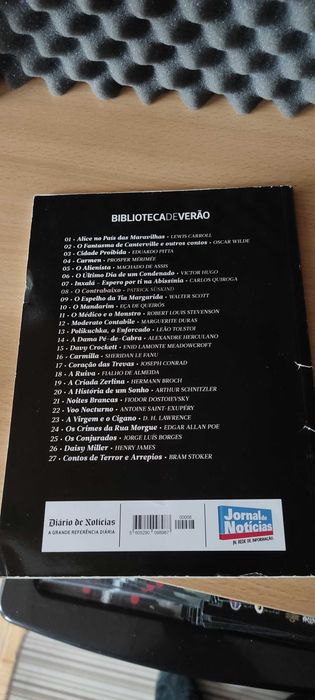 BIBLIOTECADEVERÃO
01 - Alice no País das Maravilhas • LEWIS CARROLL
02 - O Fantasma de Canterville e outros contos • OSCAR WILDE
03 - Cidade Proibida • EDUARDO PITTA
04 - Carmen • PROSPER MÉRIMÉE
05 - O Alienista • MACHADO DE ASSIS
06 - O Último Dia de um Condenado • VICTOR HUGO
07 - Inxalá – Espero por ti na Abissínia • CARLOS QUIROGA
08 - O Contrabaixo • PATRICK SÜSKIND
09 - O Espelho da Tia Margarida • WALTER SCOTT
10 - O Mandarim • EÇA DE QUEIRÓS
11 - O Médico e o Monstro • ROBERT LOUIS STEVENSON
12 - Moderato Contabile • MARGUERITE DURAS
13 - Polikuchka, o Enforcado • LEÃO TOLSTOI
14 - A Dama Pé-de-Cabra • ALEXANDRE HERCULANO
15 - Davy Crockett • ENID LAMONTE MEADOWCROFT
16 - Carmilla • SHERIDAN LE FANU
17 - Coração das Trevas • JOSEPH CONRAD
18 - A Ruiva • FIALHO DE ALMEIDA
19 - A Criada Zerlina • HERMANN BROCH
20 - A História de um Sonho • ARTHUR SCHNITZLER
21 - Noites Brancas • FIODOR DOSTOIEVSKY
22 - Voo Nocturno • ANTOINE SAINT-EXUPÉRY
23 - A Virgem e o Cigano • D. H. LAWRENCE
24 - Os Crimes da Rua Morgue • EDGAR ALLAN POE
25 - Os Conjurados • JORGE LUÍS BORGES
26 - Daisy Miller • HENRY JAMES
27 - Contos de Terror e Arrepios • BRAM STOKER
Diário de Notícias
A GRANDE REFERÊNCIA DIÁRIA
00008
Jornal de
Notícias